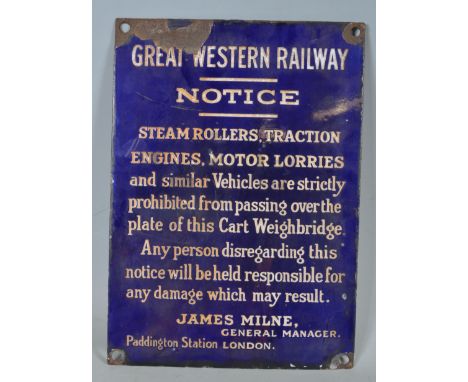 GREAT WESTERN RAILWAY
NOTICE
STEAM ROLLERS, TRACTION
ENGINES, MOTOR LORRIES
and similar Vehicles are strictly
prohibited from passing over the
plate of this Cart Weighbridge.
Any person disregarding this
notice will be held responsible for
any damage which may result.
JAMES MILNE,
GENERAL MANAGER.
Paddington Station LONDON.